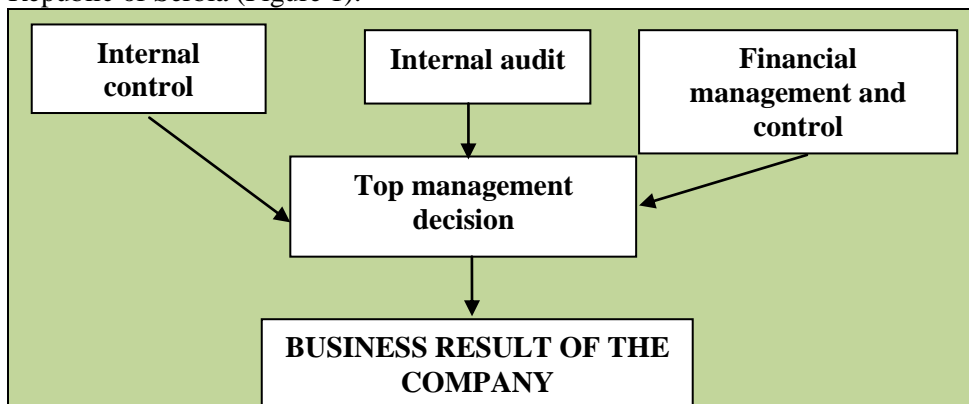 Republic of Serbia (Figure 1).
Internal
control
Internal audit
Financial
management and
control
Top management
decision
BUSINESS RESULT OF THE
COMPANY